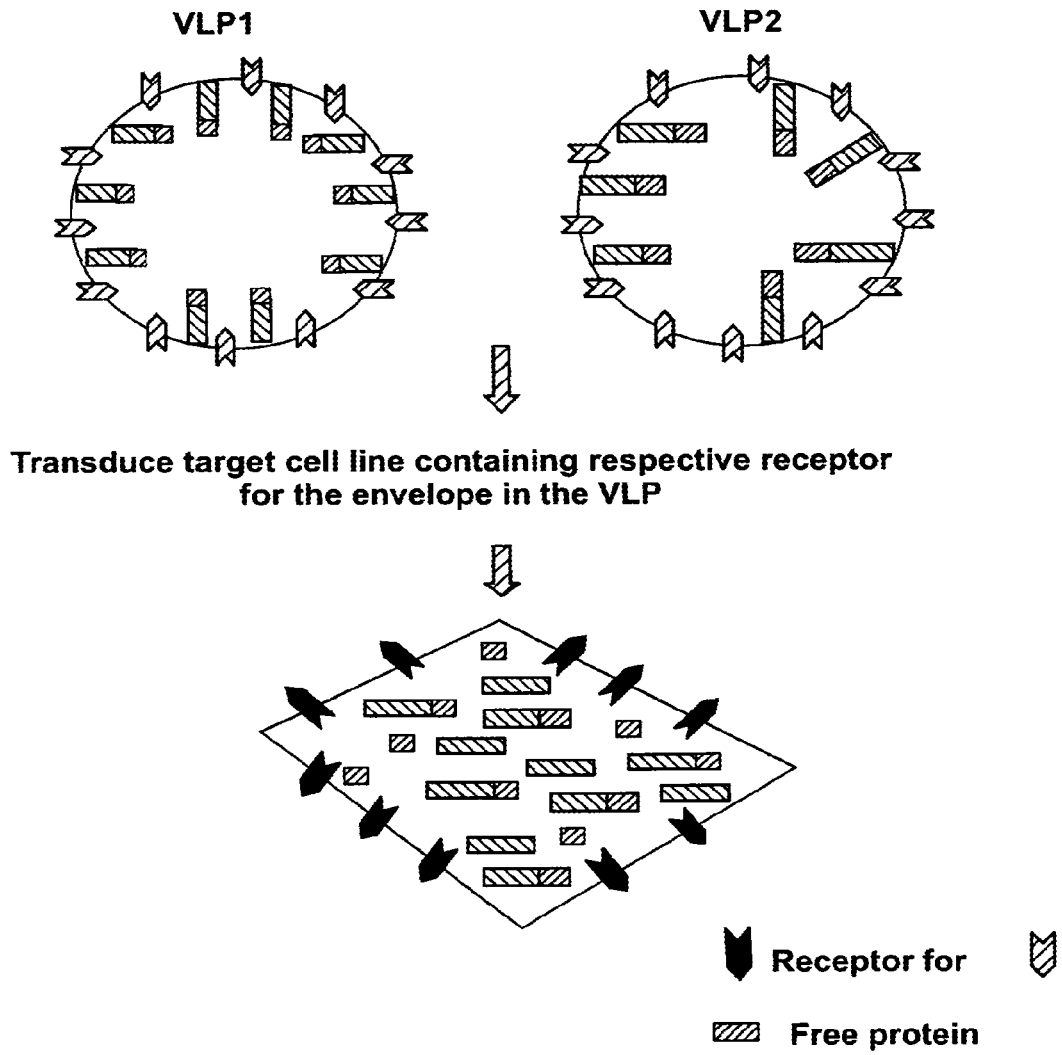 VLP1
VLP2
Transduce target cell line containing respective receptor
for the envelope in the VLP
Receptor for
Free protein